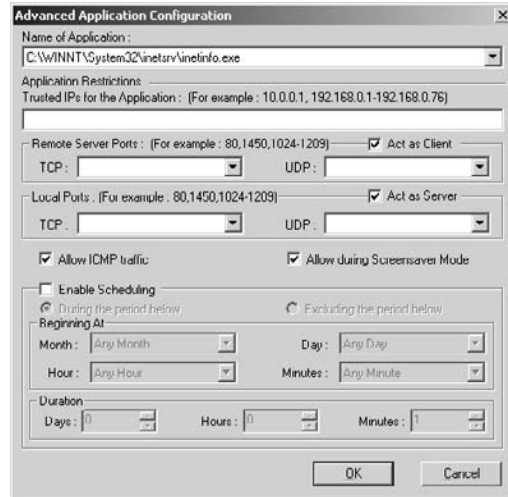 Advanced Application Configuration
Name of Application :
C:\WINNT\System32\inetsrv\inetinfo.exe
Application Restrictions
Trusted IPs for the Application : (For example : 10.0.0.1, 192.168.0.1-192.168.0.76)
Remote Server Ports : (For example : 80,1450,1024-1209) Act as Client
TCP : UDP :
Local Ports : (For example : 80,1450,1024-1209) Act as Server
TCP : UDP :
Allow ICMP traffic Allow during Screensaver Mode
Enable Scheduling
During the period below Excluding the period below
Beginning At
Month : Any Month Day : Any Day
Hour : Any Hour Minutes : Any Minute
Duration
Days : 0 Hours : 0 Minutes : 1
OK Cancel